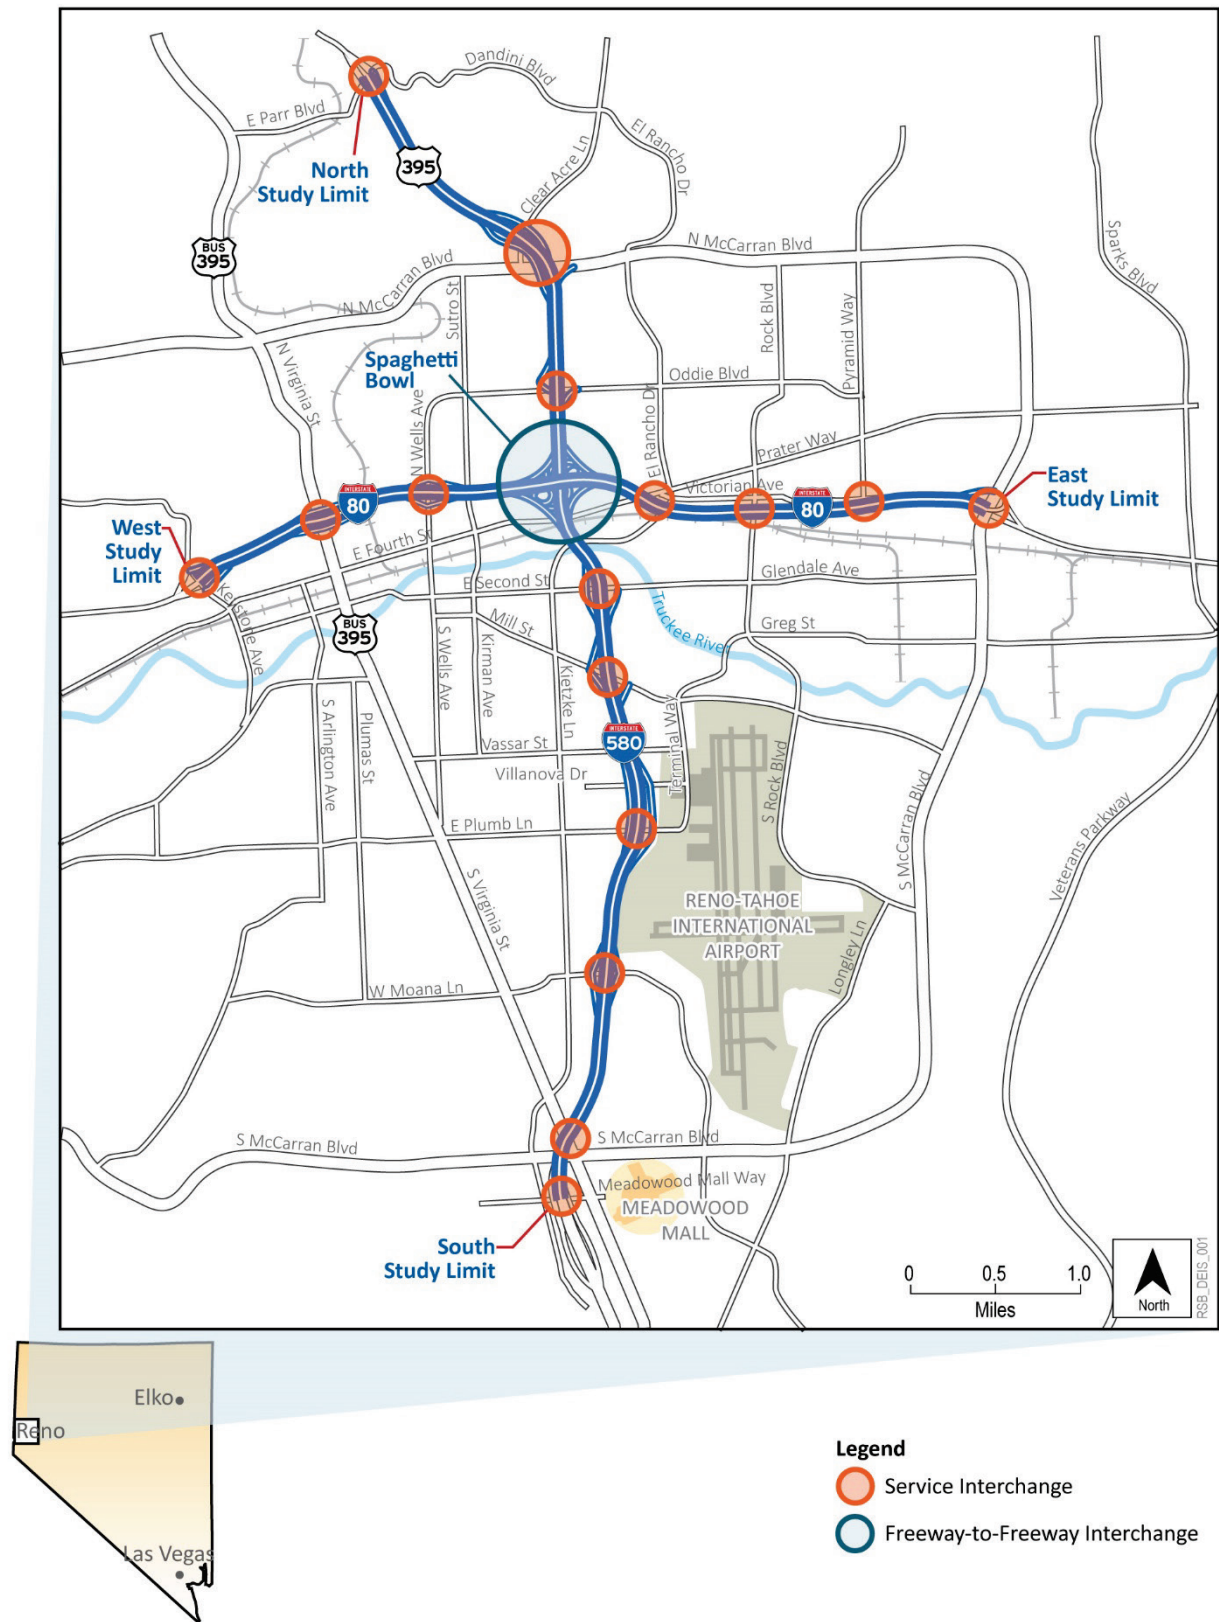 Dandini Blvd
E Parr Blvd
El Rancho Dr
395
North
Study Limit
Clear Acre Ln
Sparks Blvd
BUS
395
N McCarran Blvd
N McCarran Blvd
Sutro St
Rock Blvd
Pyramid Way
N Virginia St
Spaghetti
Bowl
Oddie Blvd
N Wells Ave
El Rancho Dr
Prater Way
Victorian Ave
East
Study Limit
INTERSTATE
80
INTERSTATE
80
West
Study
Limit
E Fourth St
Keystone Ave
E Second St
Glendale Ave
Mill St
Truckee River
Greg St
BUS
395
S Wells Ave
Kirman Ave
Kietzke Ln
S Arlington Ave
Plumas St
Vassar St
INTERSTATE
580
Terminal Way
S Rock Blvd
Villanova Dr
E Plumb Ln
S McCarran Blvd
Veterans Parkway
S Virginia St
RENO-TAHOE
INTERNATIONAL
AIRPORT
Longley Ln
W Moana Ln
S McCarran Blvd
S McCarran Blvd
Meadowood Mall Way
MEADOWOOD
MALL
South
Study Limit
0 0.5 1.0
Miles
North
RSB_DEIS_001
Elko
Reno
Las Vegas
Legend
Service Interchange
Freeway-to-Freeway Interchange